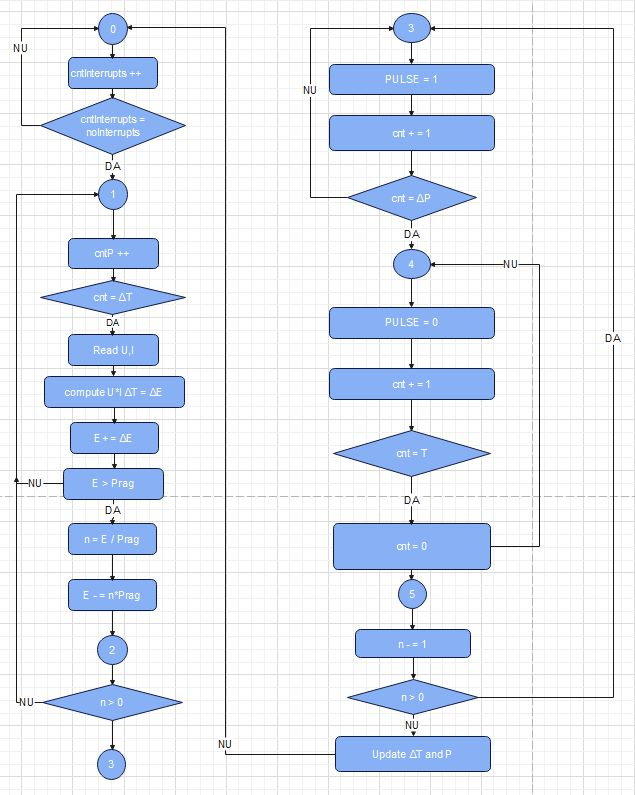 0
NU
cntInterrupts ++
cntInterrupts =
noInterrupts
DA
1
cntP ++
cnt = ΔT
DA
Read U,I
compute U*I ΔT = ΔE
E + = ΔE
E > Prag
NU
DA
n = E / Prag
E - = n*Prag
2
n > 0
NU
3
3
PULSE = 1
NU
cnt + = 1
cnt = ΔP
DA
4
NU
PULSE = 0
DA
cnt + = 1
cnt = T
DA
cnt = 0
5
n - = 1
n > 0
NU
NU
Update ΔT and P